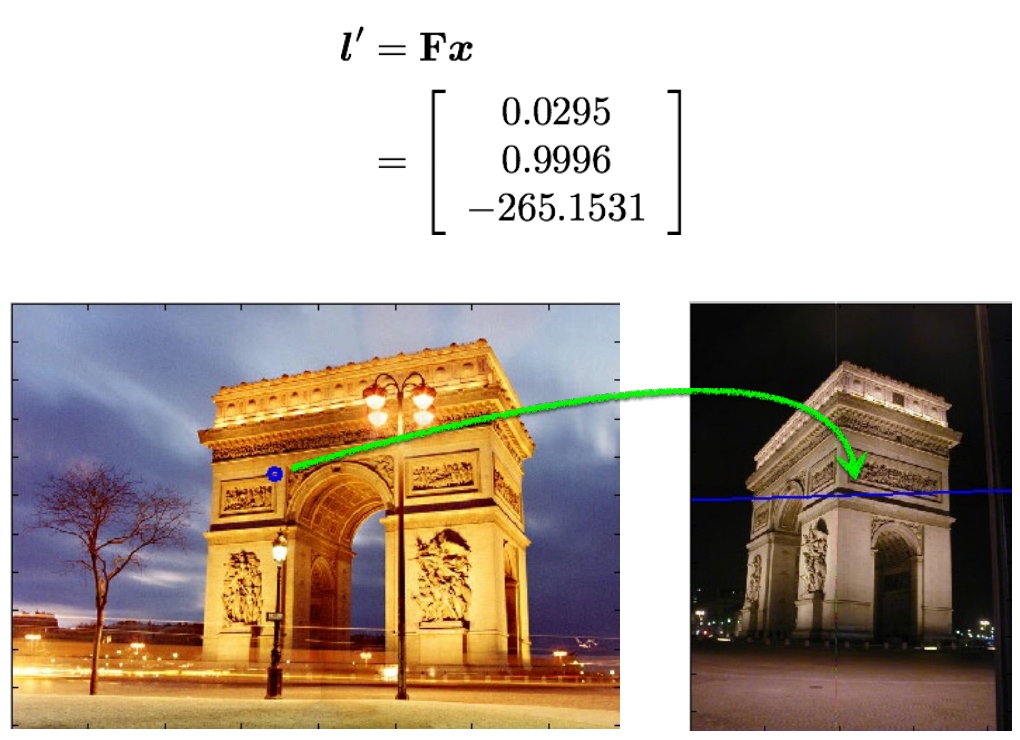 l′ = Fx
= [ 0.0295
0.9996
−265.1531 ]